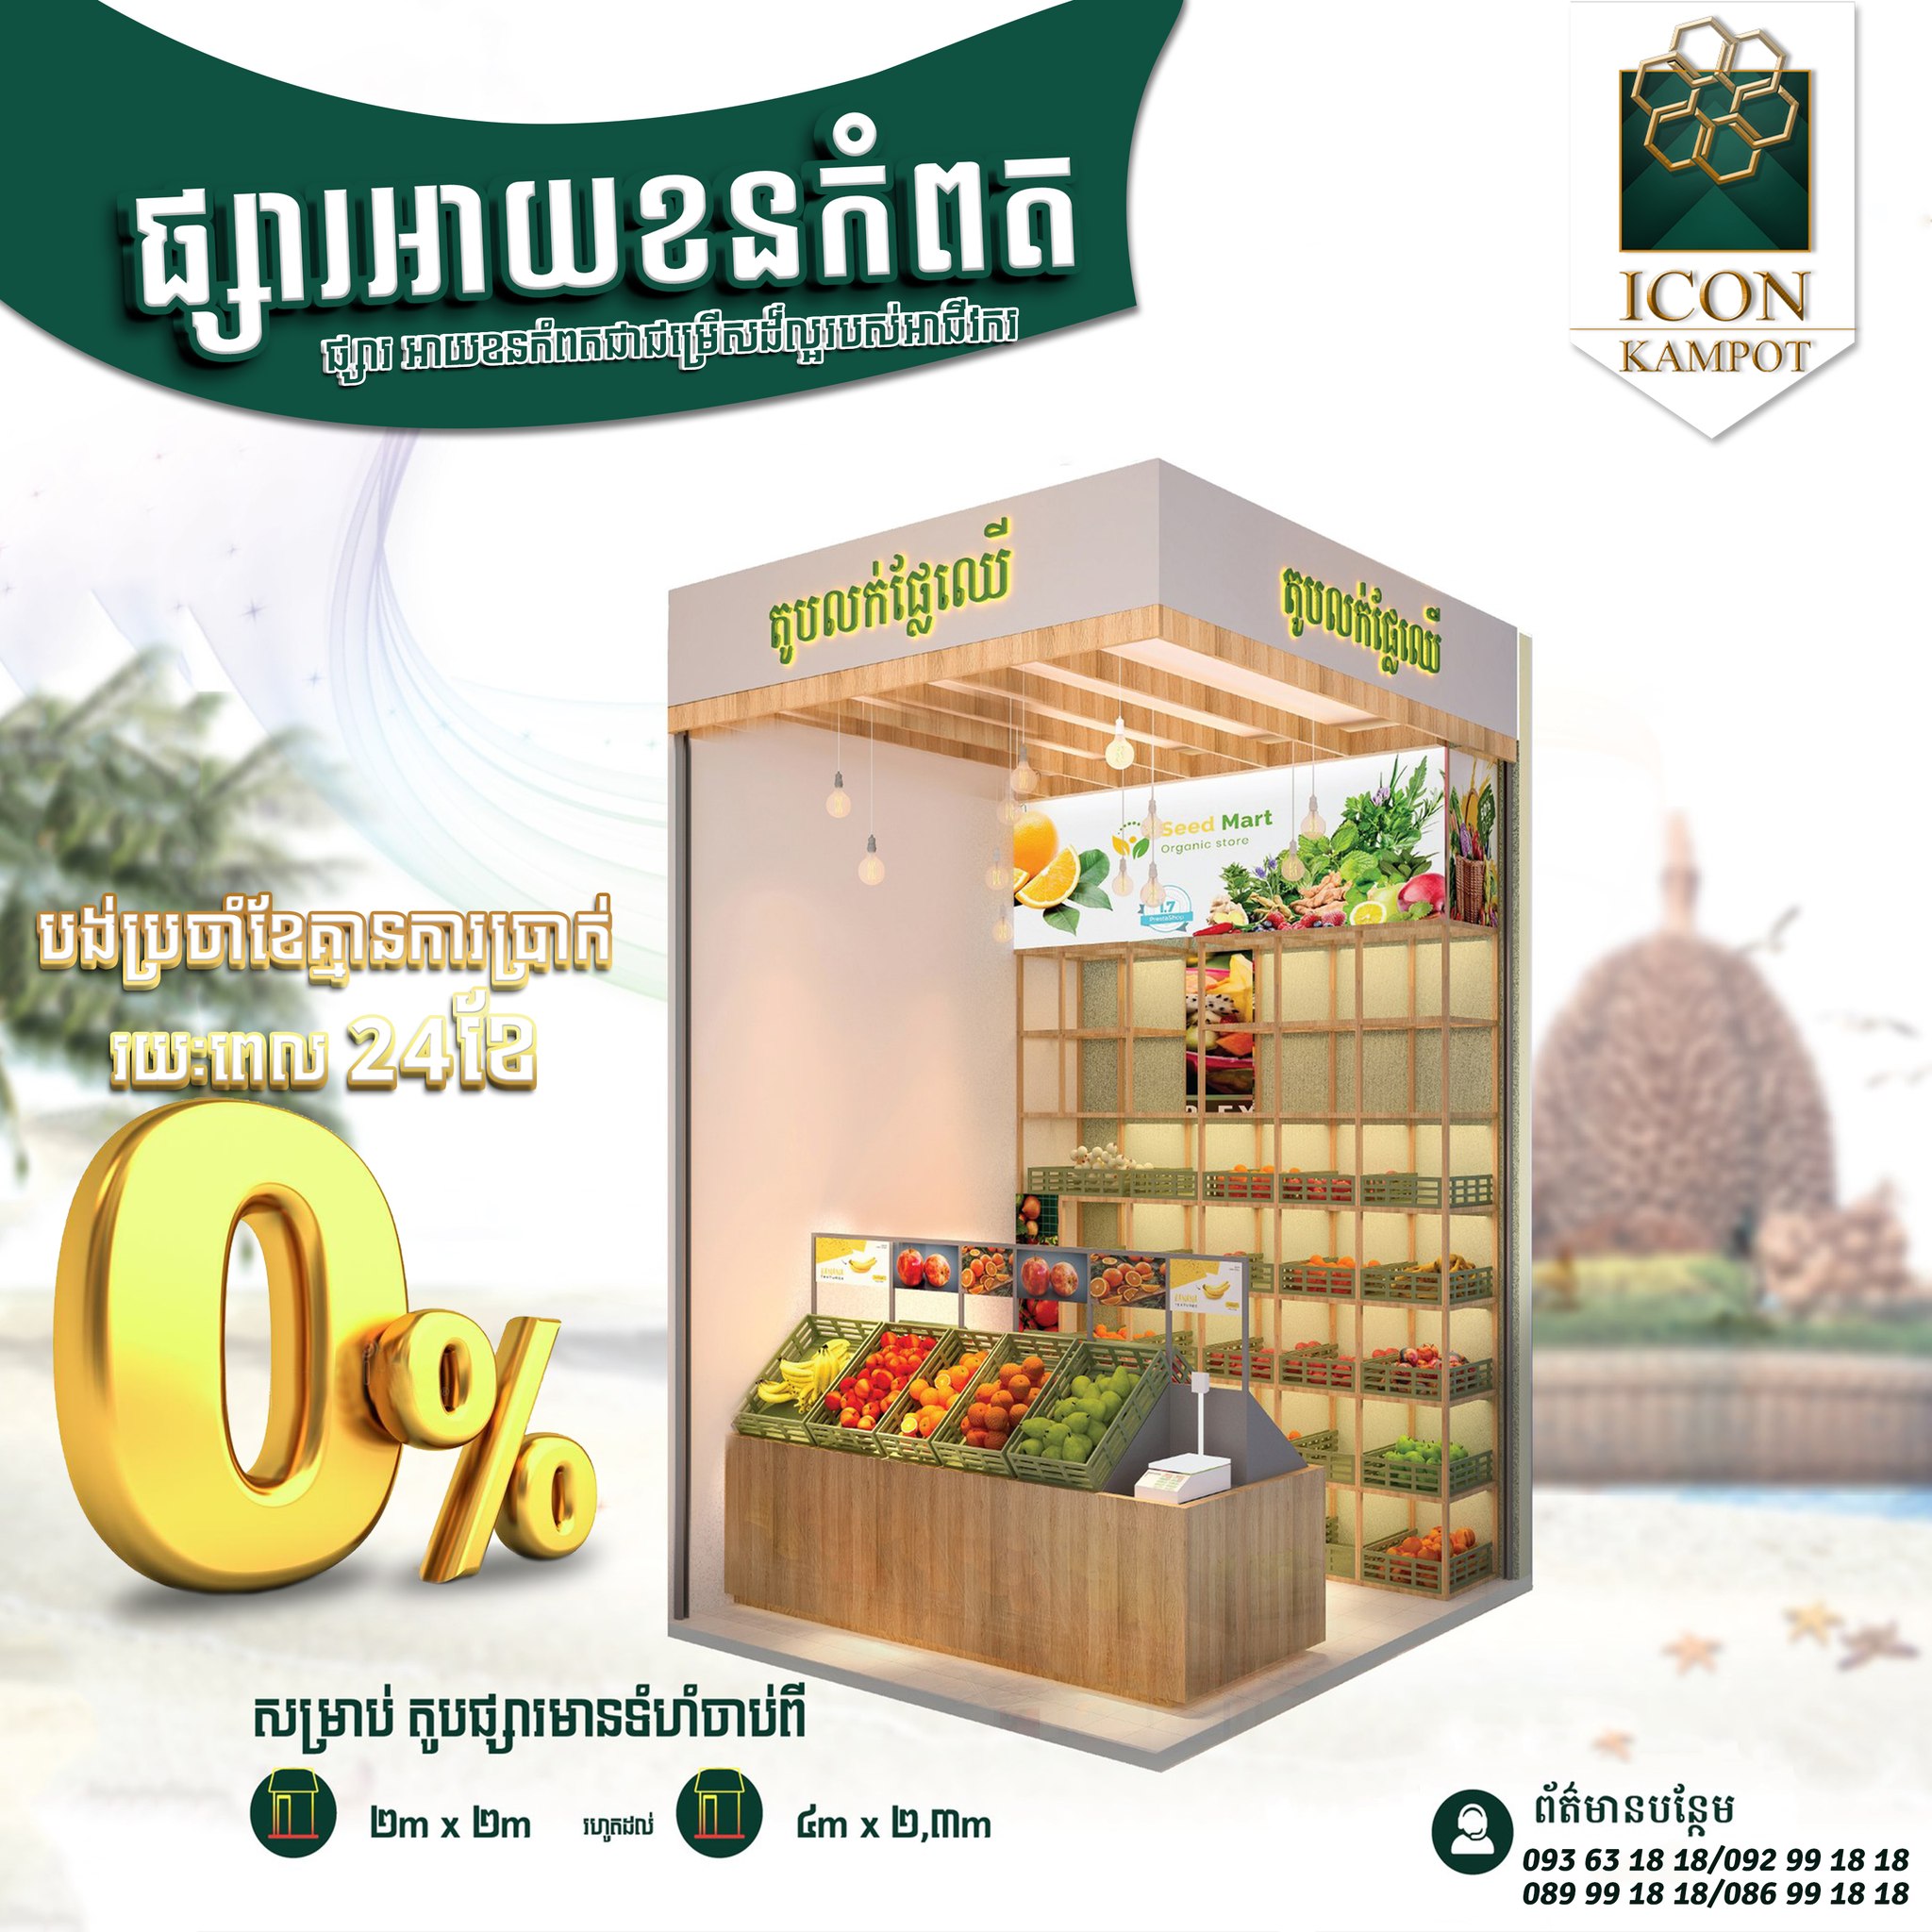 ផ្សារអាយខនកំពត
ផ្សារ អាយខនកំពតជាជម្រើសដ៏ល្អរបស់អាជីវករ
ICON
KAMPOT
តូបលក់ផ្លែឈើ
តូបលក់ផ្លែឈើ
Seed Mart
Organic store
1.7
PrestaShop
បង់ប្រចាំខែគ្មានការប្រាក់
រយៈពេល 24ខែ
0%
សម្រាប់ តូបផ្សារមានទំហំចាប់ពី
២m x ២m រហូតដល់ ៤m x ២,៣m
ព័ត៌មានបន្ថែម
093 63 18 18/092 99 18 18
089 99 18 18/086 99 18 18